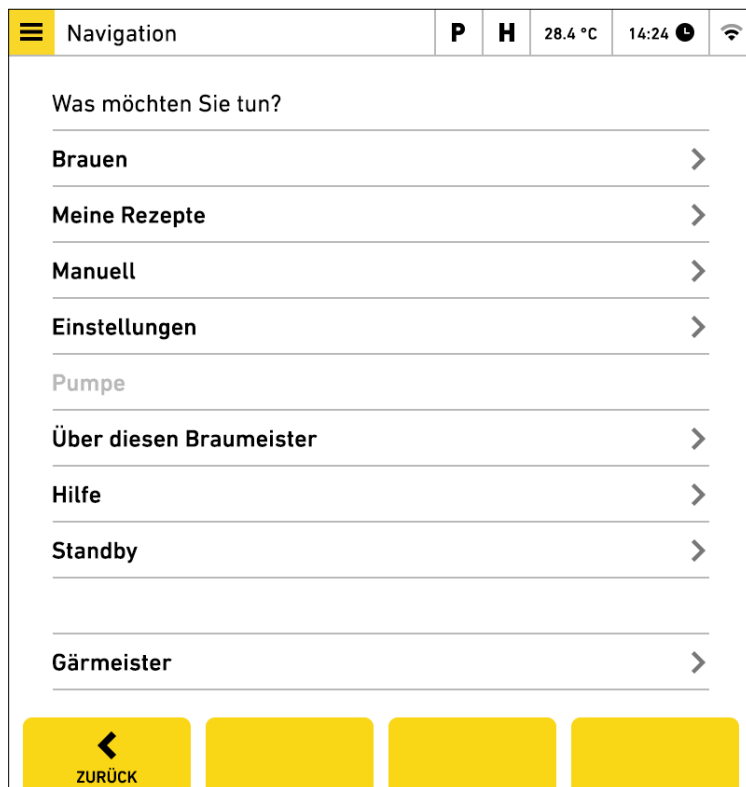 Navigation P H 28.4 °C 14:24
Was möchten Sie tun?
Brauen
Meine Rezepte
Manuell
Einstellungen
Pumpe
Über diesen Braumeister
Hilfe
Standby
Gärmeister
ZURÜCK